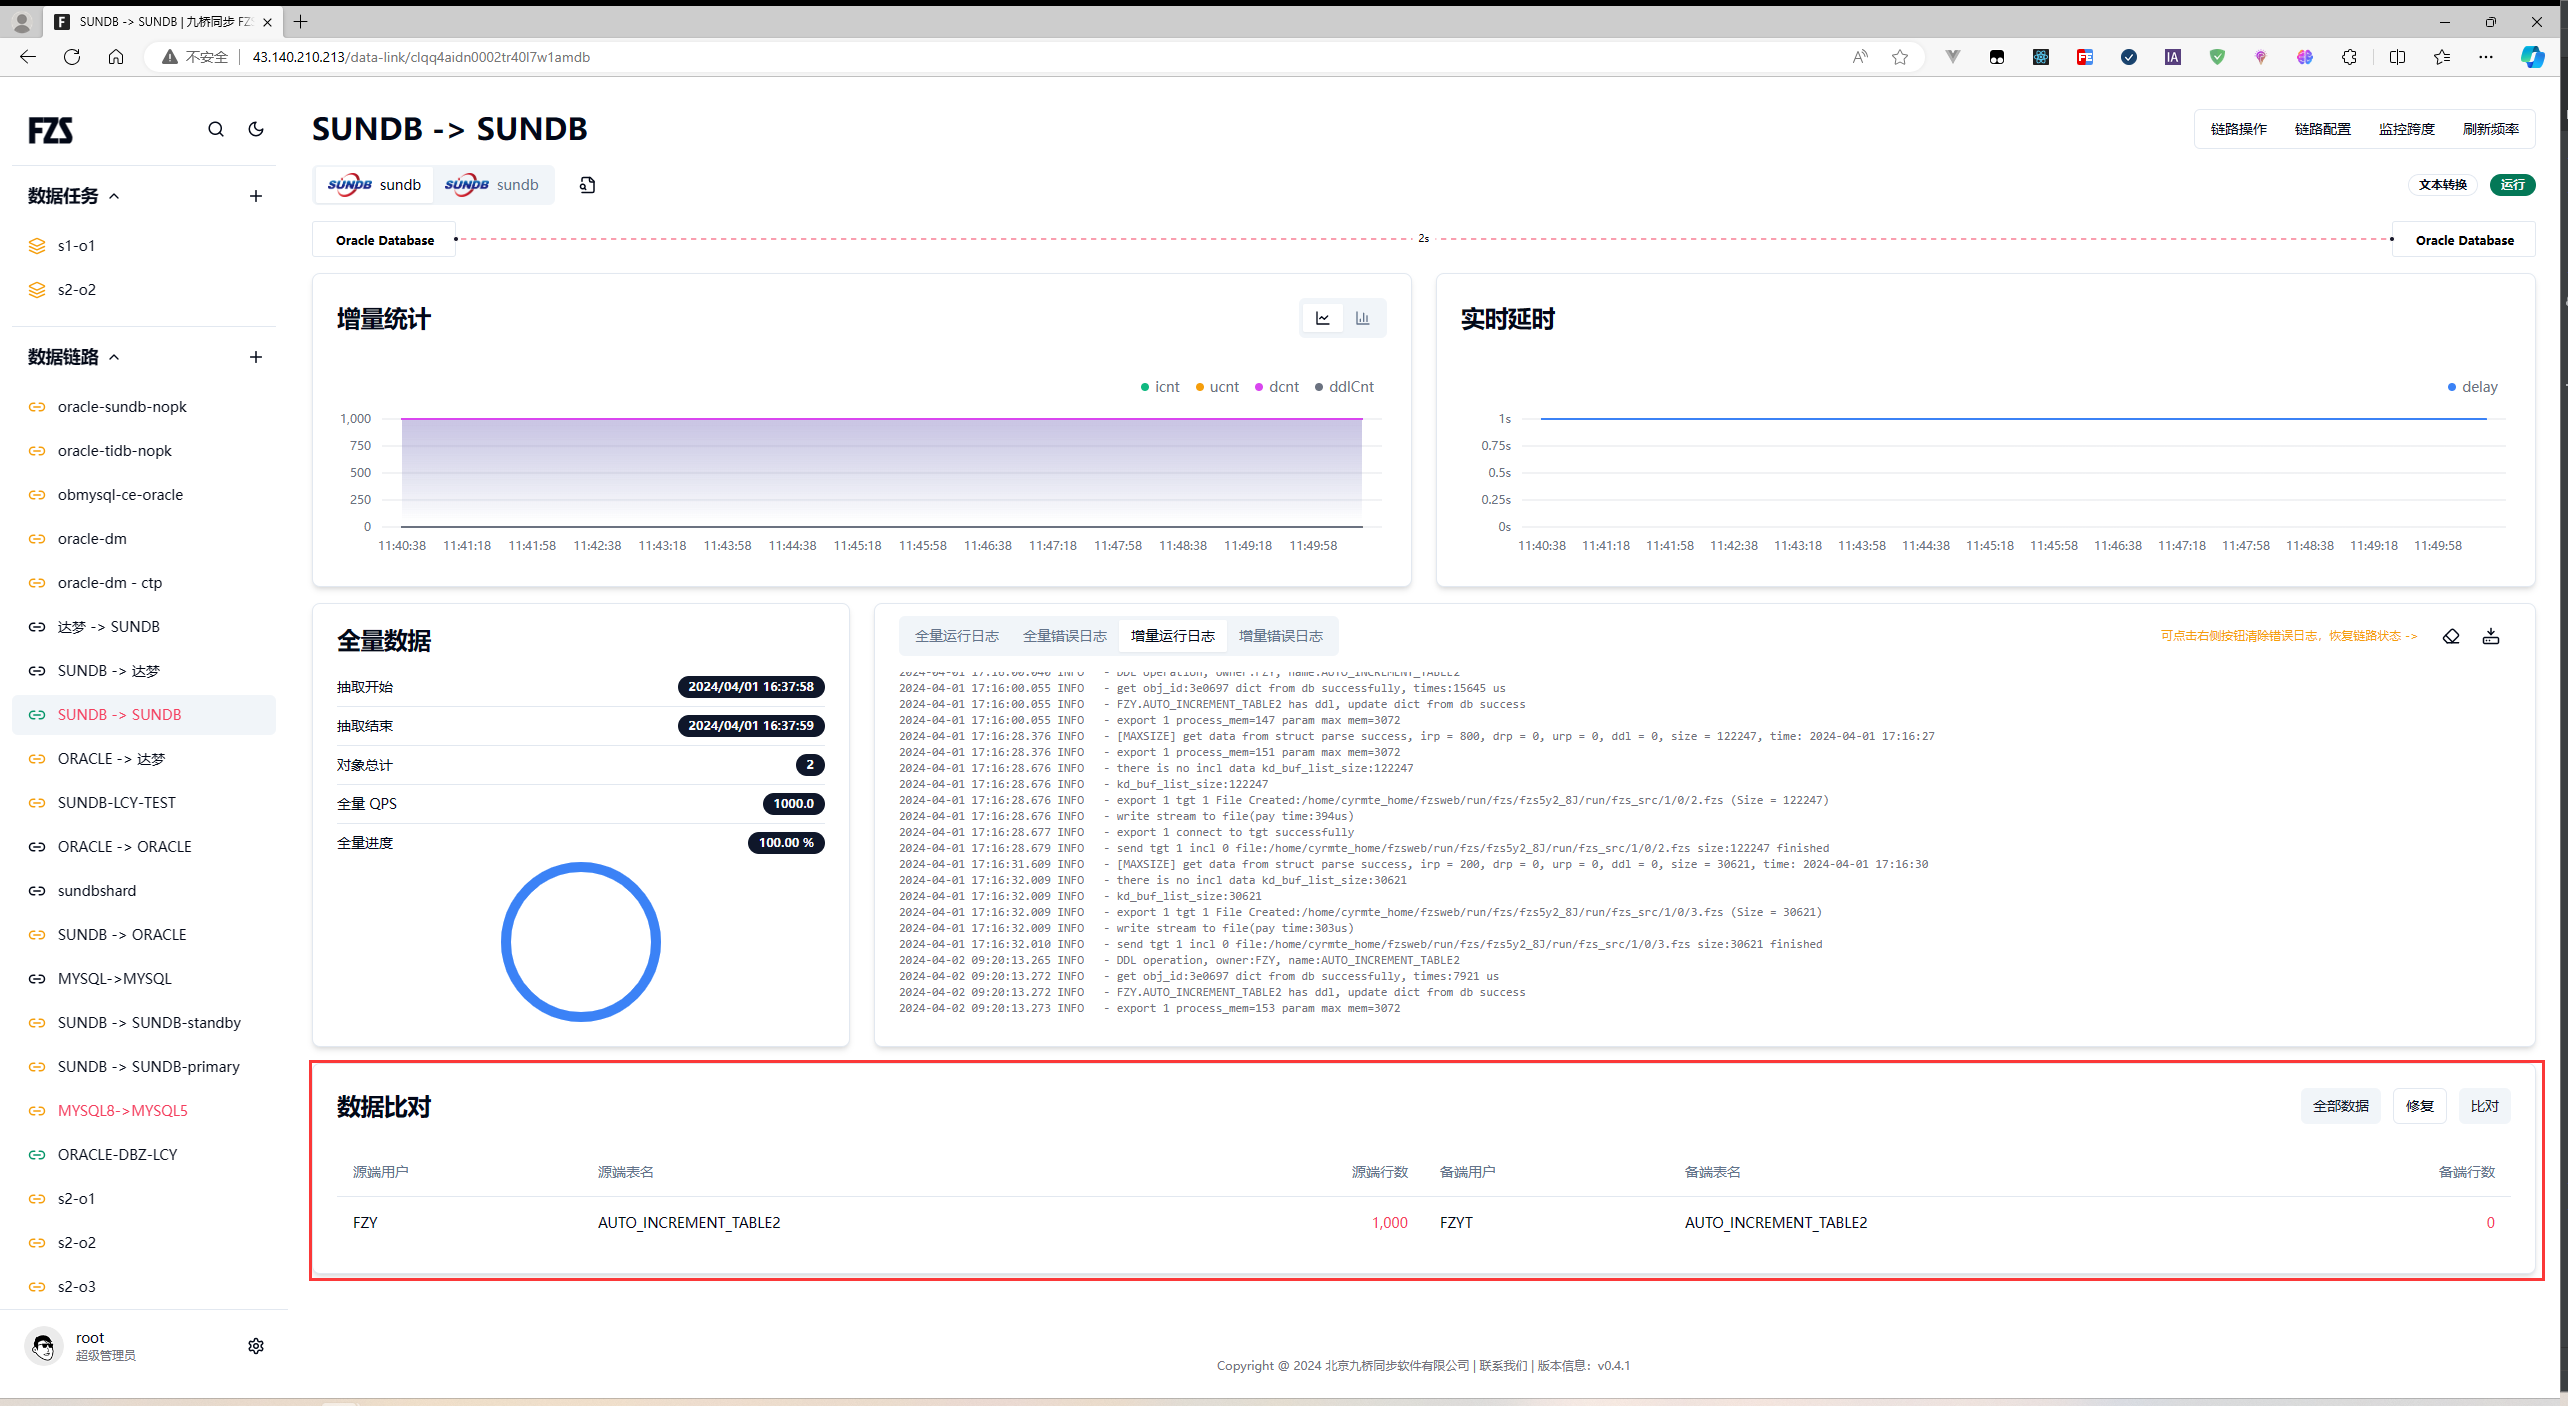 SUNDB -> SUNDB | 九桥同步 FZS
不安全 | 43.140.210.213/data-link/clqq4aidn0002tr40l7w1amdb
FZS
数据任务
s1-o1
s2-o2
数据链路
oracle-sundb-nopk
oracle-tidb-nopk
obmysql-ce-oracle
oracle-dm
oracle-dm - ctp
达梦 -> SUNDB
SUNDB -> 达梦
SUNDB -> SUNDB
ORACLE -> 达梦
SUNDB-LCY-TEST
ORACLE -> ORACLE
sundbshard
SUNDB -> ORACLE
MYSQL->MYSQL
SUNDB -> SUNDB-standby
SUNDB -> SUNDB-primary
MYSQL8->MYSQL5
ORACLE-DBZ-LCY
s2-o1
s2-o2
s2-o3
root
超级管理员
SUNDB -> SUNDB
链路操作 链路配置 监控跨度 刷新频率
SUNDB sundb SUNDB sundb
文本转换 运行
Oracle Database 2s Oracle Database
增量统计
icnt ucnt dcnt ddlCnt
1,000
750
500
250
0
11:40:38 11:41:18 11:41:58 11:42:38 11:43:18 11:43:58 11:44:38 11:45:18 11:45:58 11:46:38 11:47:18 11:47:58 11:48:38 11:49:18 11:49:58
实时延时
delay
1s
0.75s
0.5s
0.25s
0s
11:40:38 11:41:18 11:41:58 11:42:38 11:43:18 11:43:58 11:44:38 11:45:18 11:45:58 11:46:38 11:47:18 11:47:58 11:48:38 11:49:18 11:49:58
全量数据
抽取开始 2024/04/01 16:37:58
抽取结束 2024/04/01 16:37:59
对象总计 2
全量 QPS 1000.0
全量进度 100.00 %
全量运行日志 全量错误日志 增量运行日志 增量错误日志
可点击右侧按钮清除错误日志，恢复链路状态 ->
2024-04-01 17:16:00.046 INFO - DDL operation, owner:FZY, name:AUTO_INCREMENT_TABLE2
2024-04-01 17:16:00.055 INFO - get obj_id:3e0697 dict from db successfully, times:15645 us
2024-04-01 17:16:00.055 INFO - FZY.AUTO_INCREMENT_TABLE2 has ddl, update dict from db success
2024-04-01 17:16:00.055 INFO - export 1 process_mem=147 param max mem=3072
2024-04-01 17:16:28.376 INFO - [MAXSIZE] get data from struct parse success, irp = 800, drp = 0, urp = 0, ddl = 0, size = 122247, time: 2024-04-01 17:16:27
2024-04-01 17:16:28.376 INFO - export 1 process_mem=151 param max mem=3072
2024-04-01 17:16:28.676 INFO - there is no incl data kd_buf_list_size:122247
2024-04-01 17:16:28.676 INFO - kd_buf_list_size:122247
2024-04-01 17:16:28.676 INFO - export 1 tgt 1 File Created:/home/cyrmte_home/fzsweb/run/fzs/fzs5y2_8J/run/fzs_src/1/0/2.fzs (Size = 122247)
2024-04-01 17:16:28.676 INFO - write stream to file(pay time:394us)
2024-04-01 17:16:28.677 INFO - export 1 connect to tgt successfully
2024-04-01 17:16:28.679 INFO - send tgt 1 incl 0 file:/home/cyrmte_home/fzsweb/run/fzs/fzs5y2_8J/run/fzs_src/1/0/2.fzs size:122247 finished
2024-04-01 17:16:31.609 INFO - [MAXSIZE] get data from struct parse success, irp = 200, drp = 0, urp = 0, ddl = 0, size = 30621, time: 2024-04-01 17:16:30
2024-04-01 17:16:32.009 INFO - there is no incl data kd_buf_list_size:30621
2024-04-01 17:16:32.009 INFO - kd_buf_list_size:30621
2024-04-01 17:16:32.009 INFO - export 1 tgt 1 File Created:/home/cyrmte_home/fzsweb/run/fzs/fzs5y2_8J/run/fzs_src/1/0/3.fzs (Size = 30621)
2024-04-01 17:16:32.009 INFO - write stream to file(pay time:303us)
2024-04-01 17:16:32.010 INFO - send tgt 1 incl 0 file:/home/cyrmte_home/fzsweb/run/fzs/fzs5y2_8J/run/fzs_src/1/0/3.fzs size:30621 finished
2024-04-02 09:20:13.265 INFO - DDL operation, owner:FZY, name:AUTO_INCREMENT_TABLE2
2024-04-02 09:20:13.272 INFO - get obj_id:3e0697 dict from db successfully, times:7921 us
2024-04-02 09:20:13.272 INFO - FZY.AUTO_INCREMENT_TABLE2 has ddl, update dict from db success
2024-04-02 09:20:13.273 INFO - export 1 process_mem=153 param max mem=3072
数据比对
全部数据 修复 比对
源端用户 源端表名 源端行数 备端用户 备端表名 备端行数
FZY AUTO_INCREMENT_TABLE2 1,000 FZYT AUTO_INCREMENT_TABLE2 0
Copyright @ 2024 北京九桥同步软件有限公司 | 联系我们 | 版本信息：v0.4.1